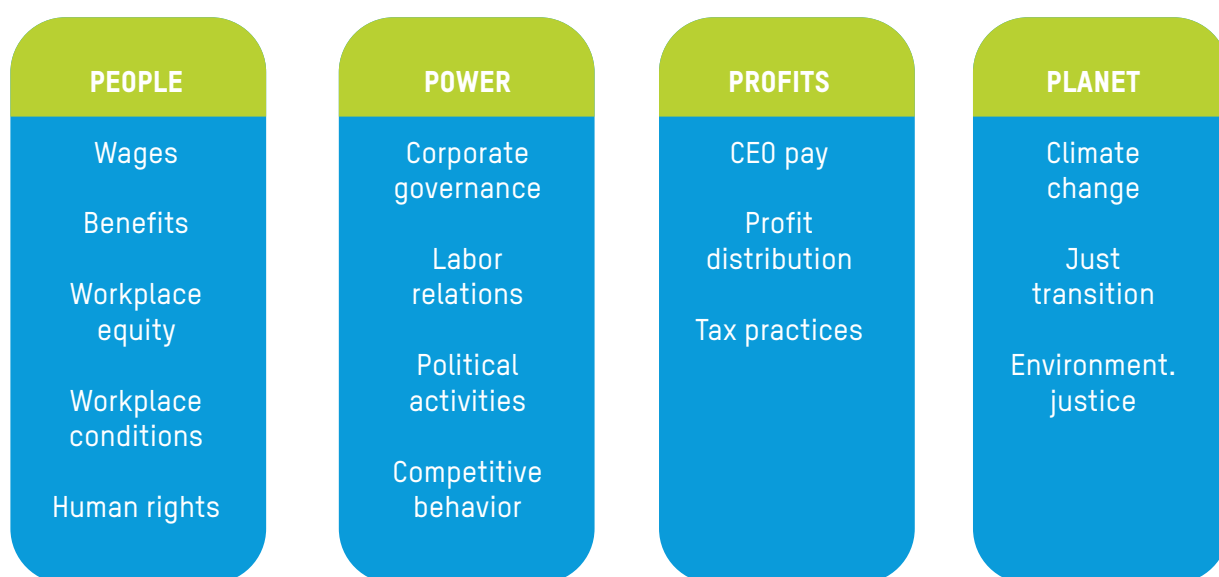 PEOPLE
Wages
Benefits
Workplace
equity
Workplace
conditions
Human rights
POWER
Corporate
governance
Labor
relations
Political
activities
Competitive
behavior
PROFITS
CEO pay
Profit
distribution
Tax practices
PLANET
Climate
change
Just
transition
Environment.
justice